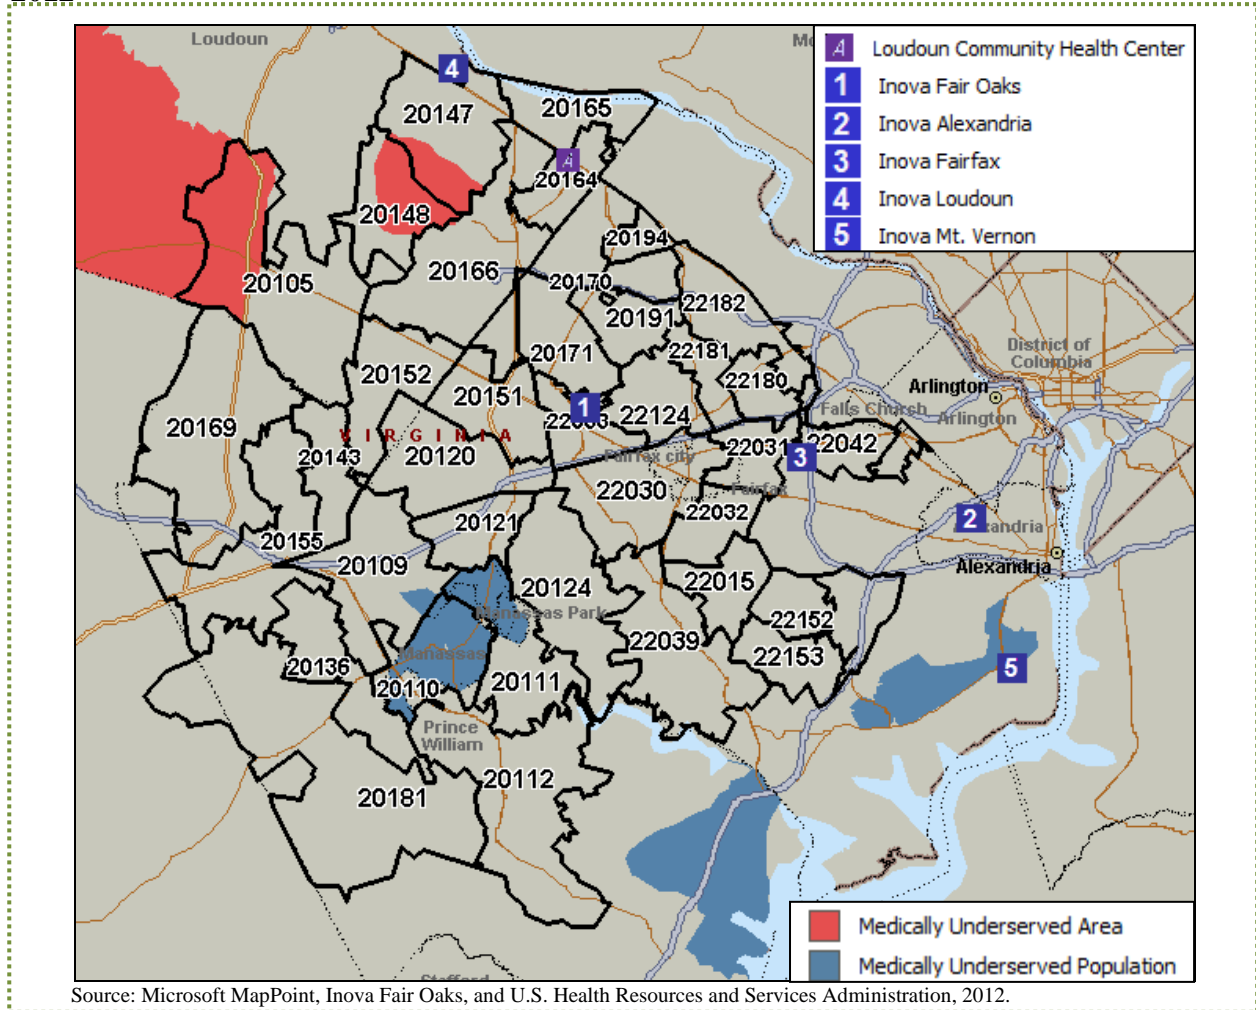 Loudoun
A Loudoun Community Health Center
1 Inova Fair Oaks
2 Inova Alexandria
3 Inova Fairfax
4 Inova Loudoun
5 Inova Mt. Vernon
4
20147
20165
A
20164
20148
20194
20105
20166
20170
22182
20191
District of
Columbia
20171
22181
22180
20152
Arlington
20151
1
22124
Falls Church
Arlington
20169
VIRGINIA
20143
20120
22031
3
22042
Fairfax city
22030
Fairfax
22032
2
20121
20155
20109
Alexandria
22015
20124
Manassas Park
22152
22039
Manassas
22153
5
20136
20110
20111
Prince
William
20112
20181
Medically Underserved Area
Medically Underserved Population
Source: Microsoft MapPoint, Inova Fair Oaks, and U.S. Health Resources and Services Administration, 2012.